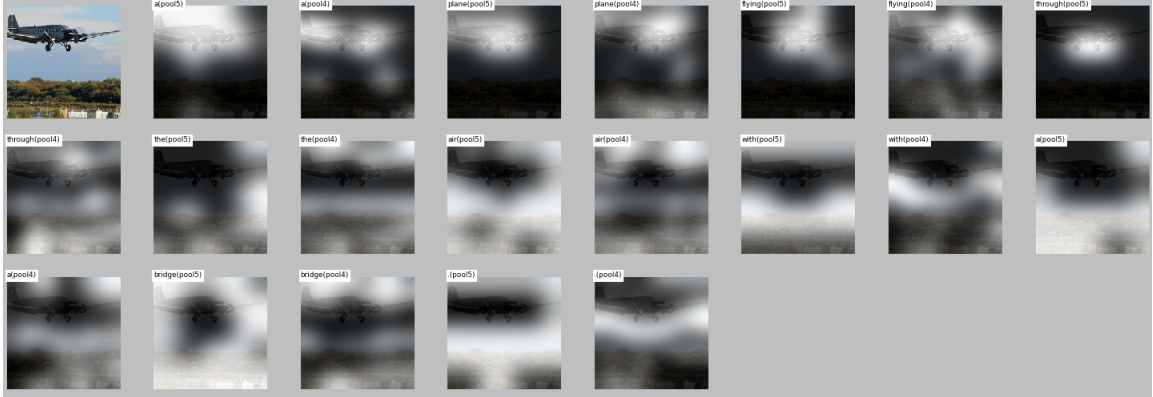 a(pool5) a(pool4) plane(pool5) plane(pool4) flying(pool5) flying(pool4) through(pool5)
through(pool4) the(pool5) the(pool4) air(pool5) air(pool4) with(pool5) with(pool4) a(pool5)
a(pool4) bridge(pool5) bridge(pool4) .(pool5) .(pool4)